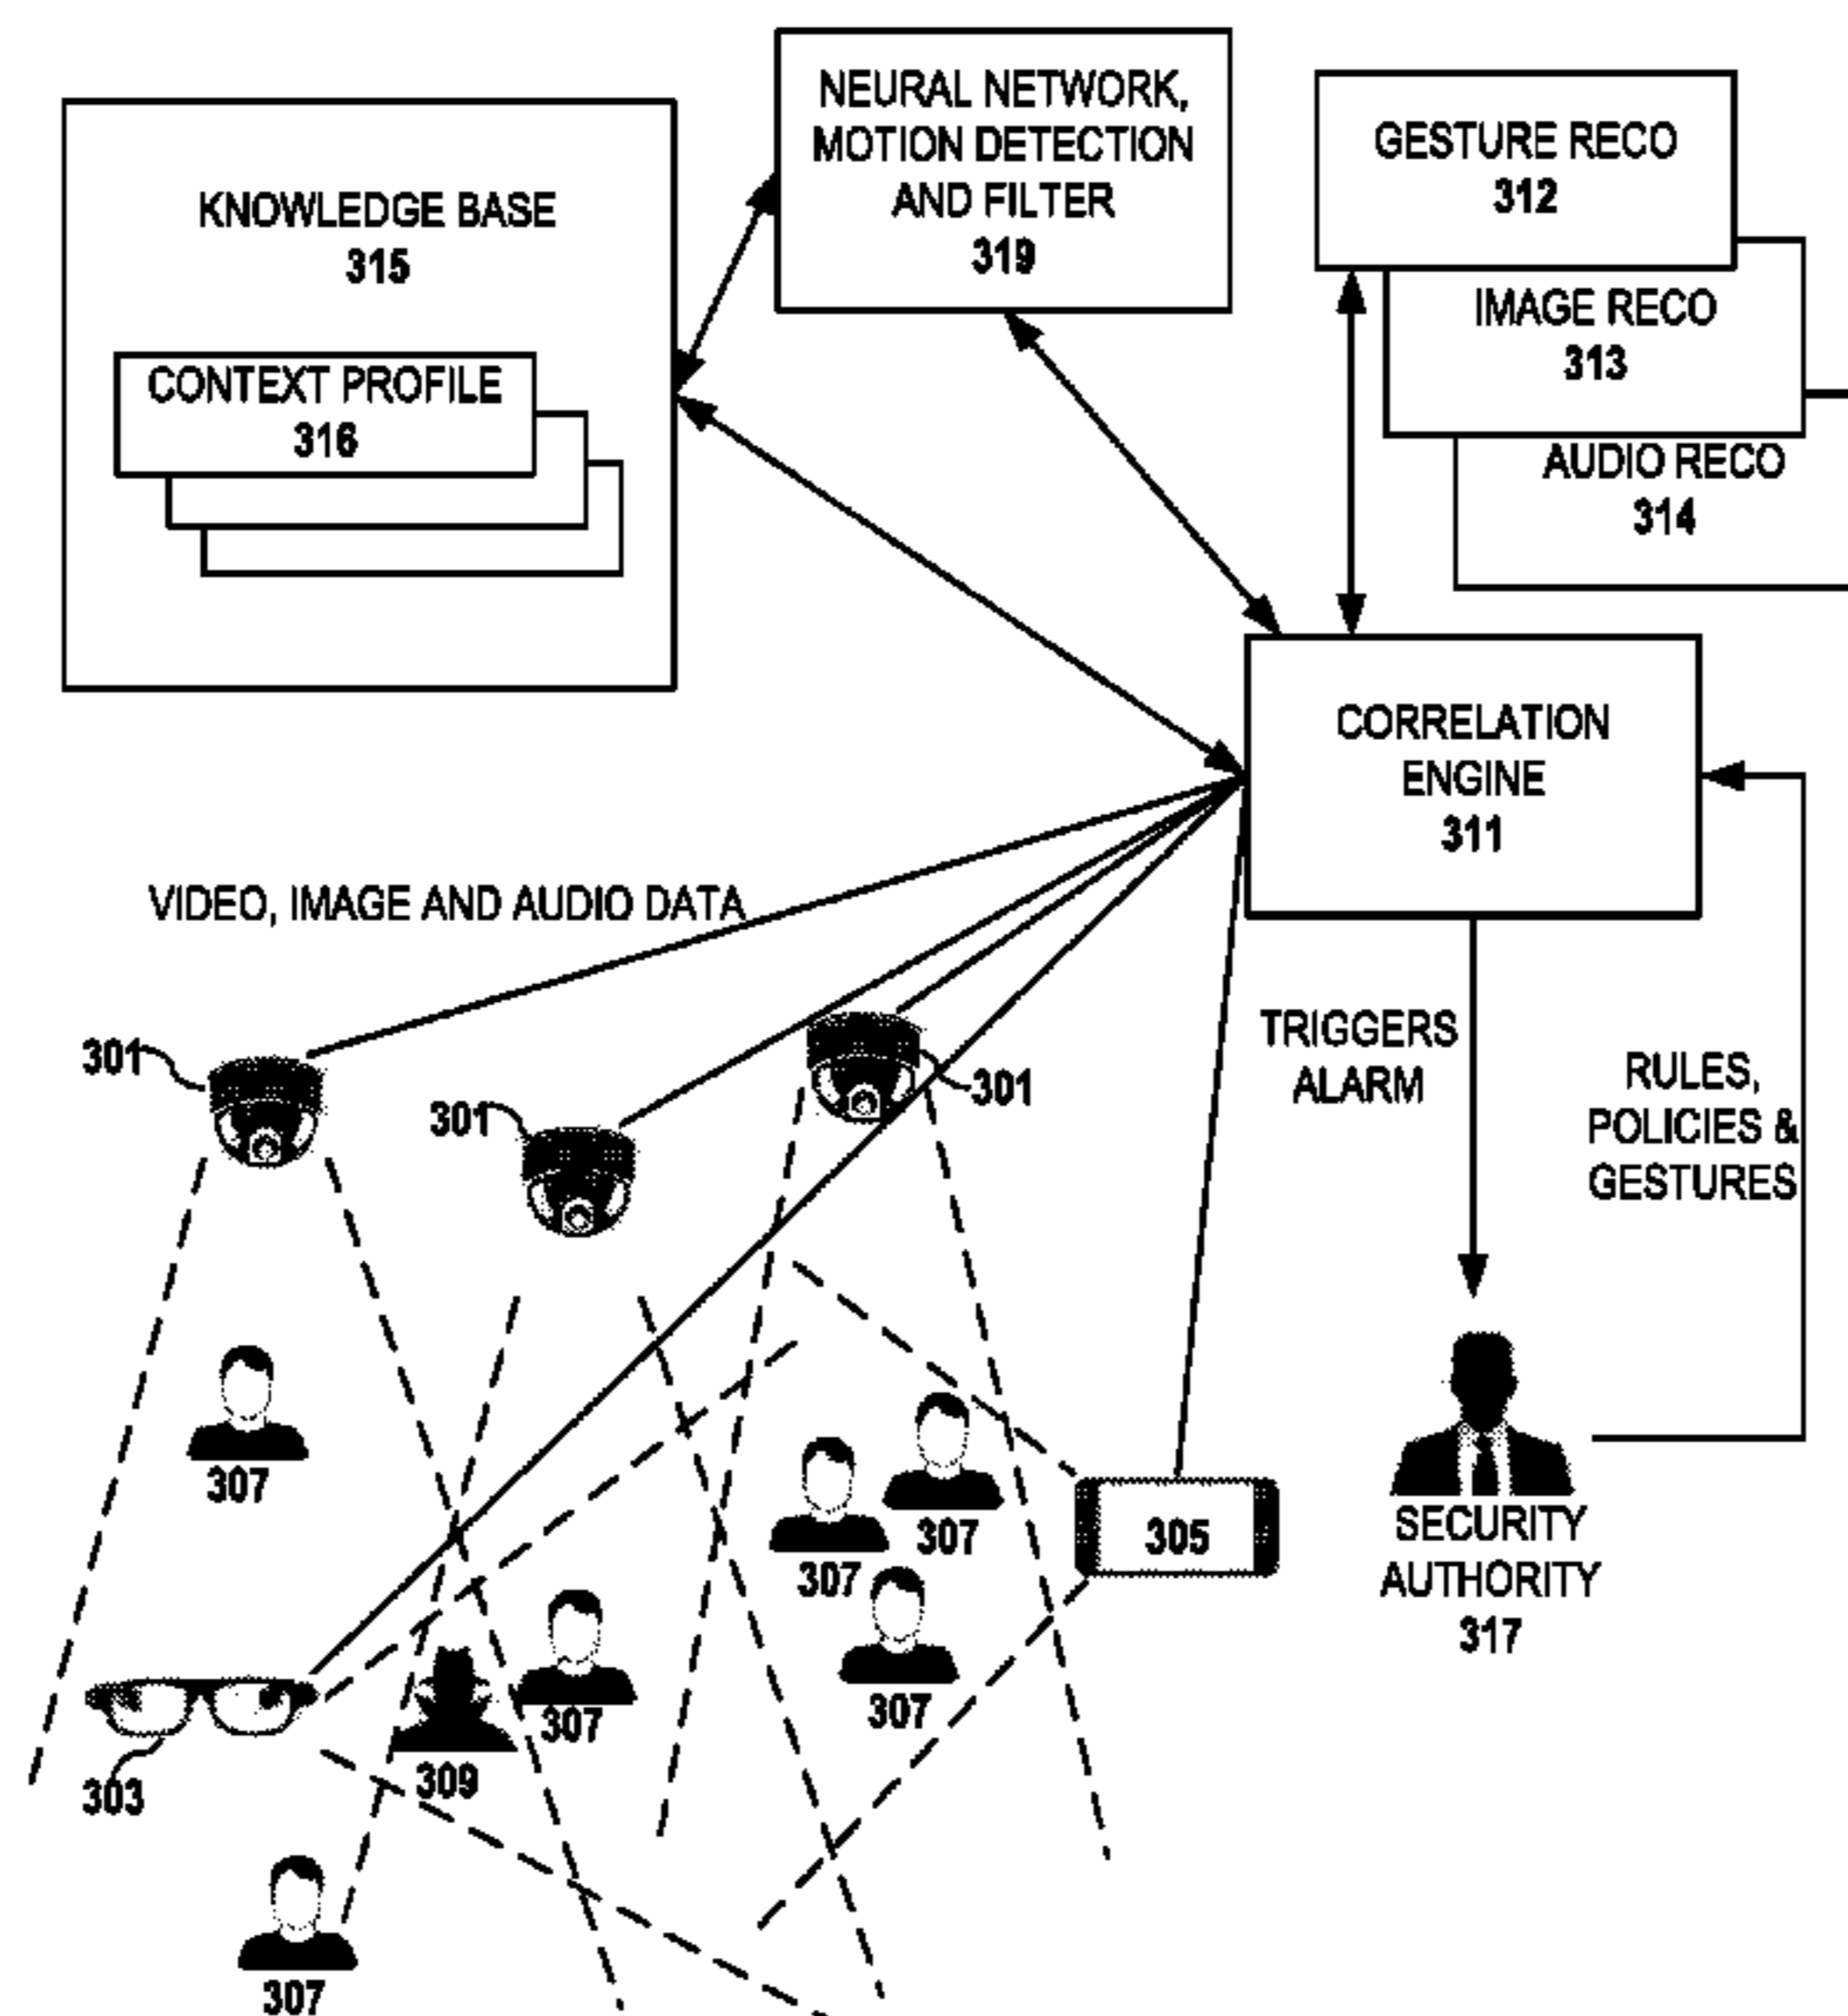 NEURAL NETWORK,
MOTION DETECTION
AND FILTER
319
GESTURE RECO
312
IMAGE RECO
313
AUDIO RECO
314
KNOWLEDGE BASE
315
CONTEXT PROFILE
316
CORRELATION
ENGINE
311
VIDEO, IMAGE AND AUDIO DATA
301
301
301
TRIGGERS
ALARM
RULES,
POLICIES &
GESTURES
307
307
307
305
SECURITY
AUTHORITY
317
307
307
309
303
307